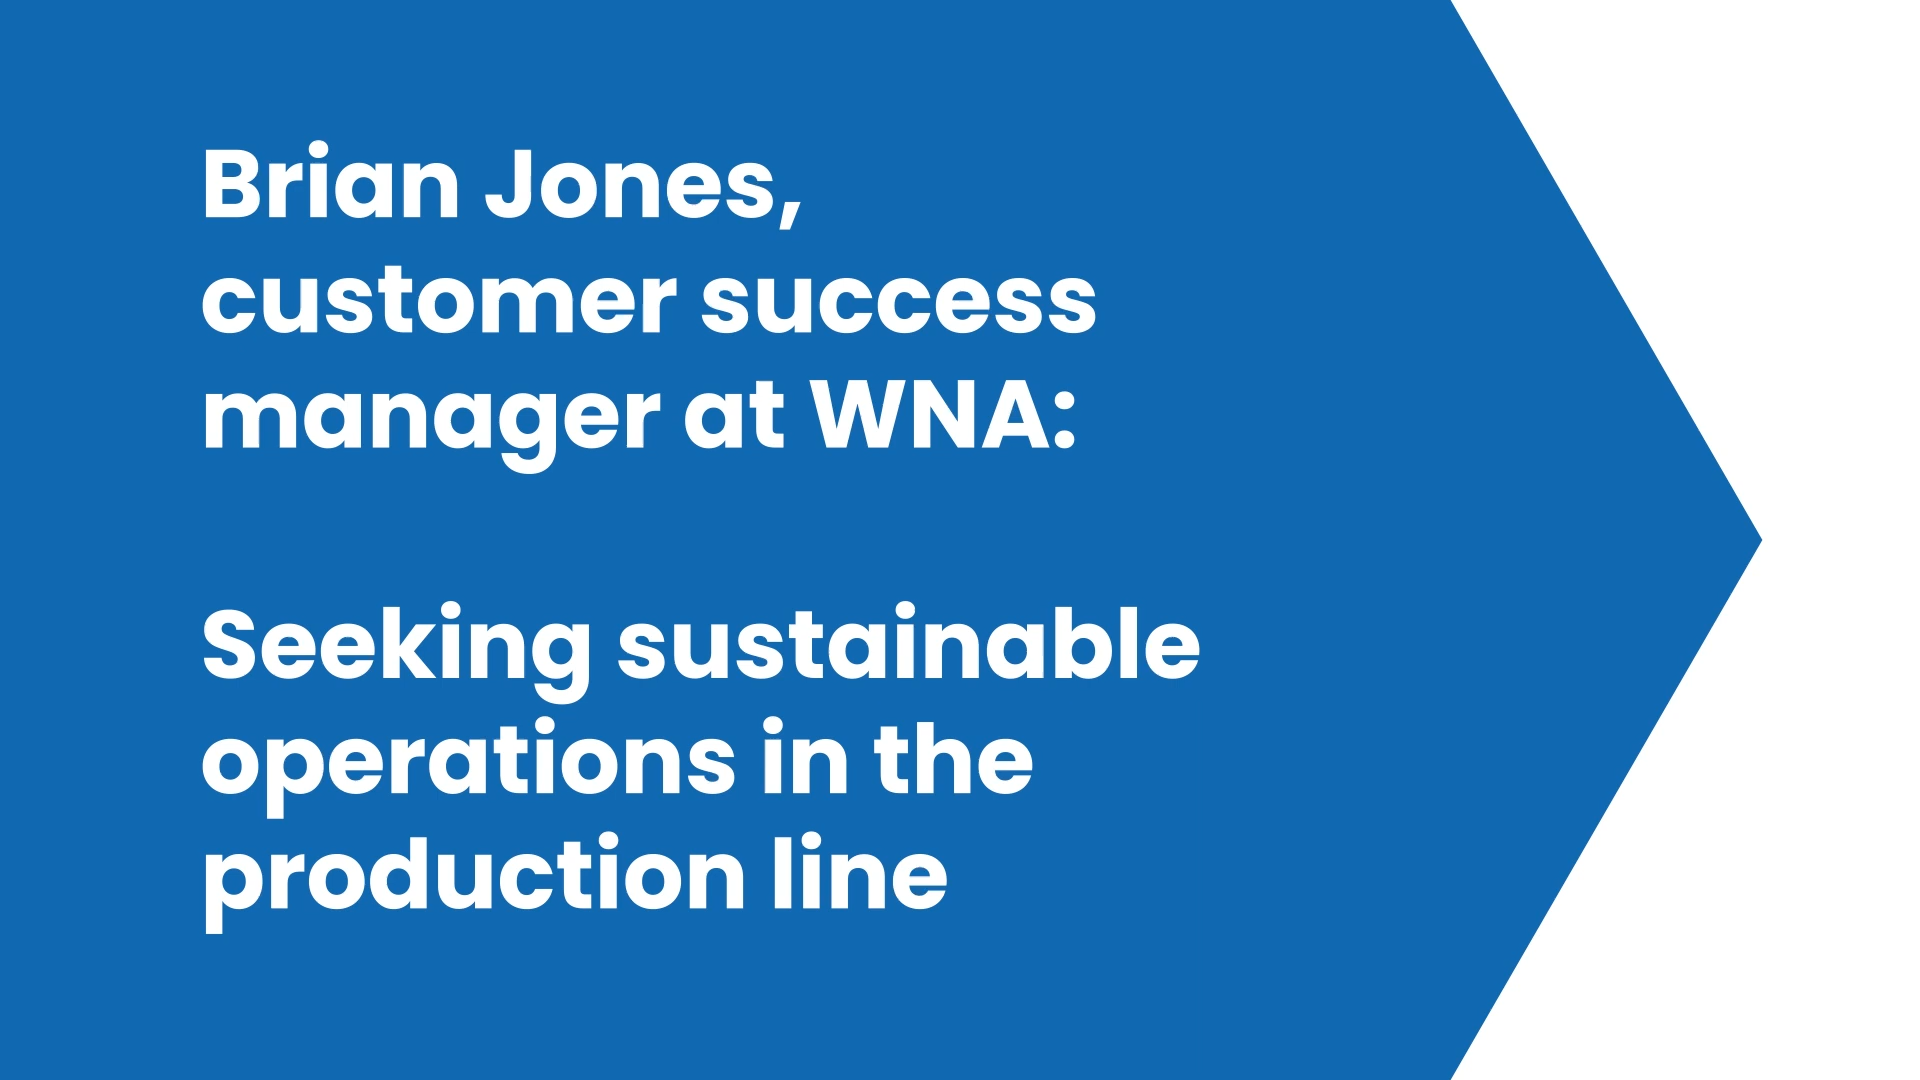 Brian Jones,
customer success
manager at WNA:
Seeking sustainable
operations in the
production line